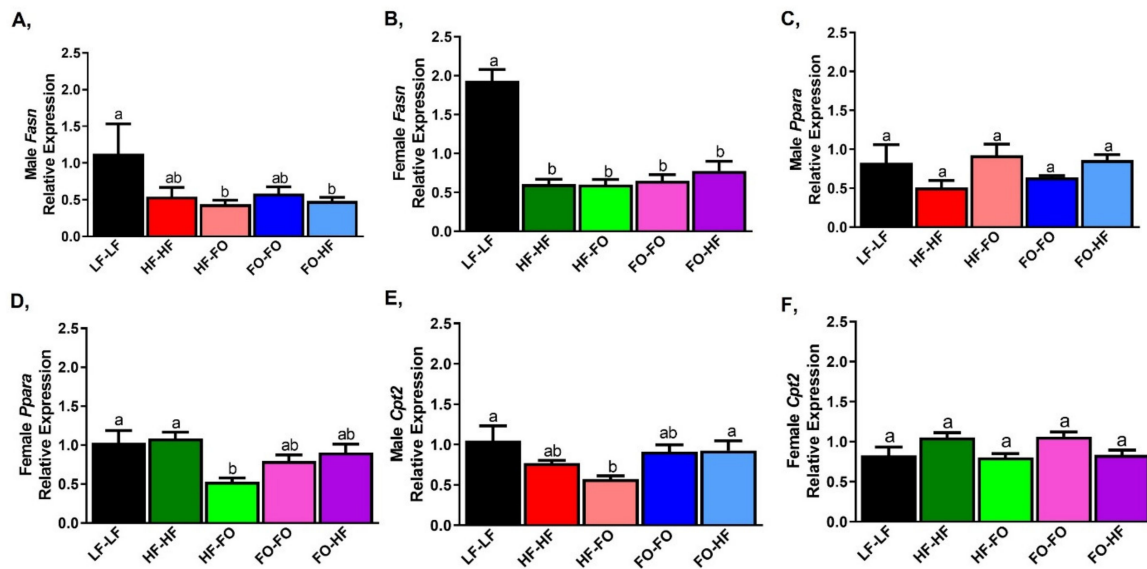 A,
Male Fasn
Relative Expression
2.5
2.0
1.5
1.0
0.5
0.0
a
ab
b
ab
b
LF-LF
HF-HF
HF-FO
FO-FO
FO-HF
B,
Female Fasn
Relative Expression
2.5
2.0
1.5
1.0
0.5
0.0
a
b
b
b
b
LF-LF
HF-HF
HF-FO
FO-FO
FO-HF
C,
Male Ppara
Relative Expression
2.5
2.0
1.5
1.0
0.5
0.0
a
a
a
a
a
LF-LF
HF-HF
HF-FO
FO-FO
FO-HF
D,
Female Ppara
Relative Expression
2.5
2.0
1.5
1.0
0.5
0.0
a
a
b
ab
ab
LF-LF
HF-HF
HF-FO
FO-FO
FO-HF
E,
Male Cpt2
Relative Expression
2.5
2.0
1.5
1.0
0.5
0.0
a
ab
b
ab
a
LF-LF
HF-HF
HF-FO
FO-FO
FO-HF
F,
Female Cpt2
Relative Expression
2.5
2.0
1.5
1.0
0.5
0.0
a
a
a
a
a
LF-LF
HF-HF
HF-FO
FO-FO
FO-HF